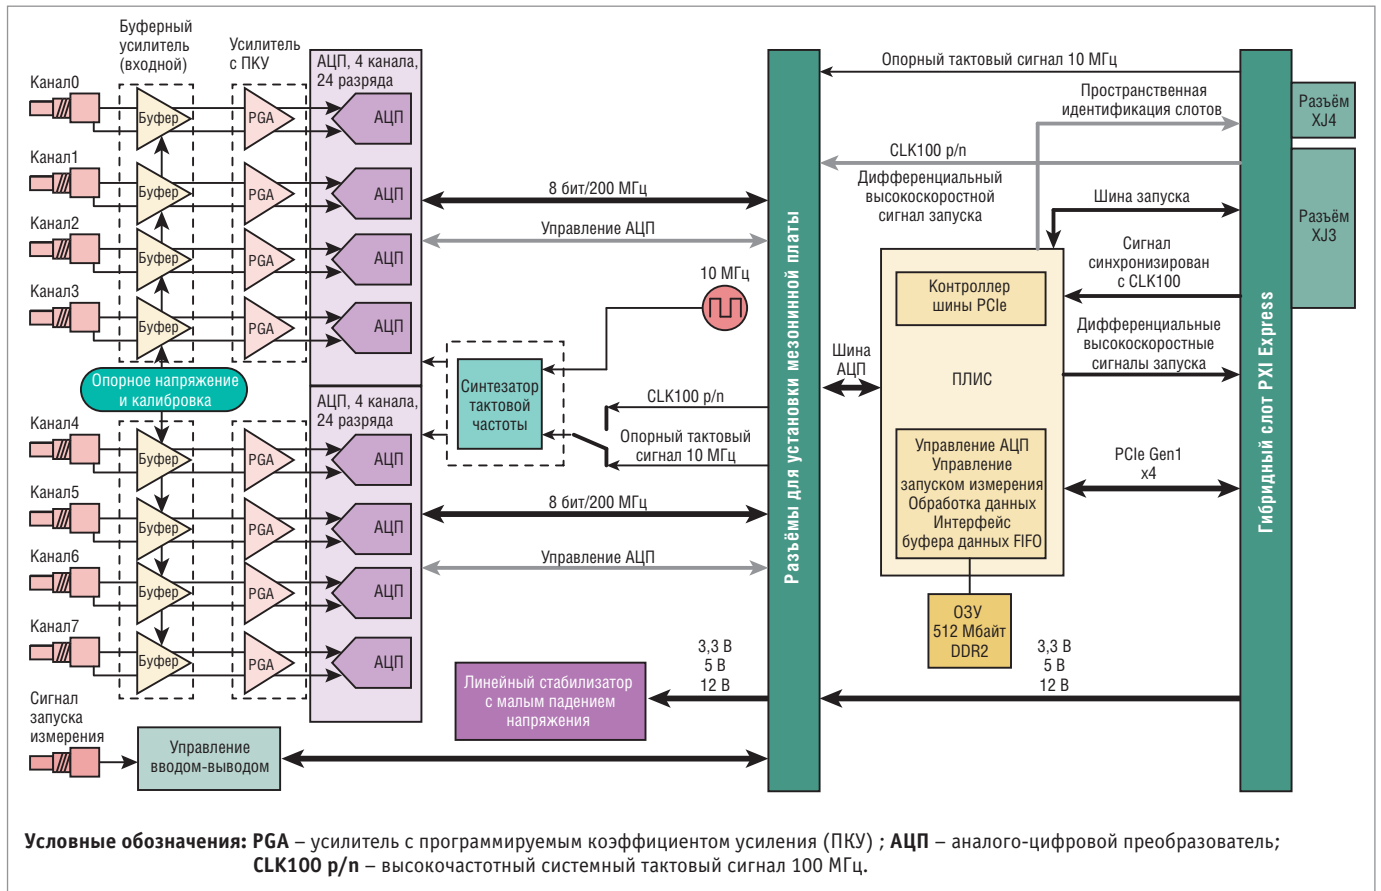 Буферный
усилитель
(входной)
Усилитель
с ПКУ
АЦП, 4 канала,
24 разряда
Канал0
Буфер
PGA
АЦП
Канал1
Буфер
PGA
АЦП
Канал2
Буфер
PGA
АЦП
Канал3
Буфер
PGA
АЦП
Опорное напряжение
и калибровка
АЦП, 4 канала,
24 разряда
Канал4
Буфер
PGA
АЦП
Канал5
Буфер
PGA
АЦП
Канал6
Буфер
PGA
АЦП
Канал7
Буфер
PGA
АЦП
Сигнал
запуска
измерения
Управление
вводом-выводом
8 бит/200 МГц
Управление АЦП
10 МГц
Синтезатор
тактовой
частоты
CLK100 p/n
Опорный тактовый
сигнал 10 МГц
8 бит/200 МГц
Управление АЦП
Линейный стабилизатор
с малым падением
напряжения
3,3 В
5 В
12 В
Разъёмы для установки мезонинной платы
Опорный тактовый сигнал 10 МГц
Пространственная
идентификация слотов
CLK100 p/n
Дифференциальный
высокоскоростной
сигнал запуска
Шина запуска
Сигнал
синхронизирован
с CLK100
Контроллер
шины PCIe
Дифференциальные
высокоскоростные
сигналы запуска
Шина
АЦП
ПЛИС
Управление АЦП
Управление
запуском измерения
Обработка данных
Интерфейс
буфера данных FIFO
PCIe Gen1
x4
ОЗУ
512 Мбайт
DDR2
3,3 В
5 В
12 В
Гибридный слот PXI Express
Разъём
XJ4
Разъём
XJ3
Условные обозначения: PGA – усилитель с программируемым коэффициентом усиления (ПКУ) ; АЦП – аналого-цифровой преобразователь;
CLK100 p/n – высокочастотный системный тактовый сигнал 100 МГц.